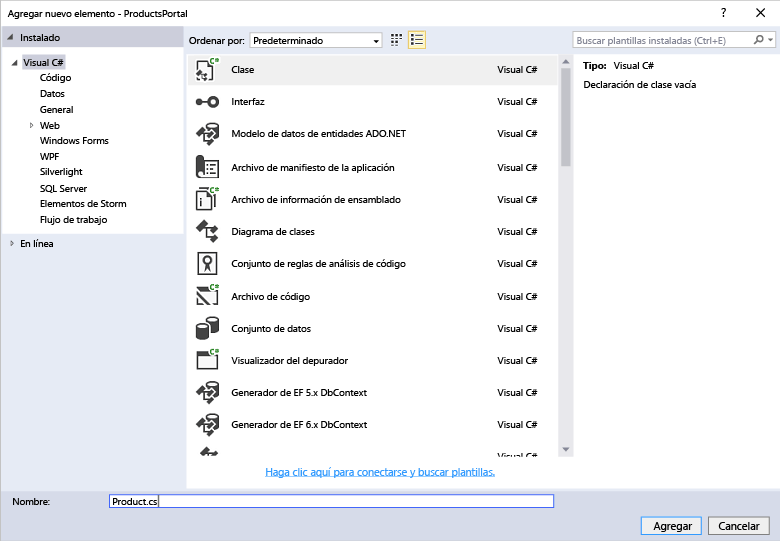 Agregar nuevo elemento - ProductsPortal
? 
Instalado
Ordenar por: Predeterminado
Buscar plantillas instaladas (Ctrl+E)
Visual C#
Código
Datos
General
Web
Windows Forms
WPF
Silverlight
SQL Server
Elementos de Storm
Flujo de trabajo
En línea
Clase Visual C#
Interfaz Visual C#
Modelo de datos de entidades ADO.NET Visual C#
Archivo de manifiesto de la aplicación Visual C#
Archivo de información de ensamblado Visual C#
Diagrama de clases Visual C#
Conjunto de reglas de análisis de código Visual C#
Archivo de código Visual C#
Conjunto de datos Visual C#
Visualizador del depurador Visual C#
Generador de EF 5.x DbContext Visual C#
Generador de EF 6.x DbContext Visual C#
Haga clic aquí para conectarse y buscar plantillas.
Tipo: Visual C#
Declaración de clase vacía
Nombre: Product.cs
Agregar Cancelar